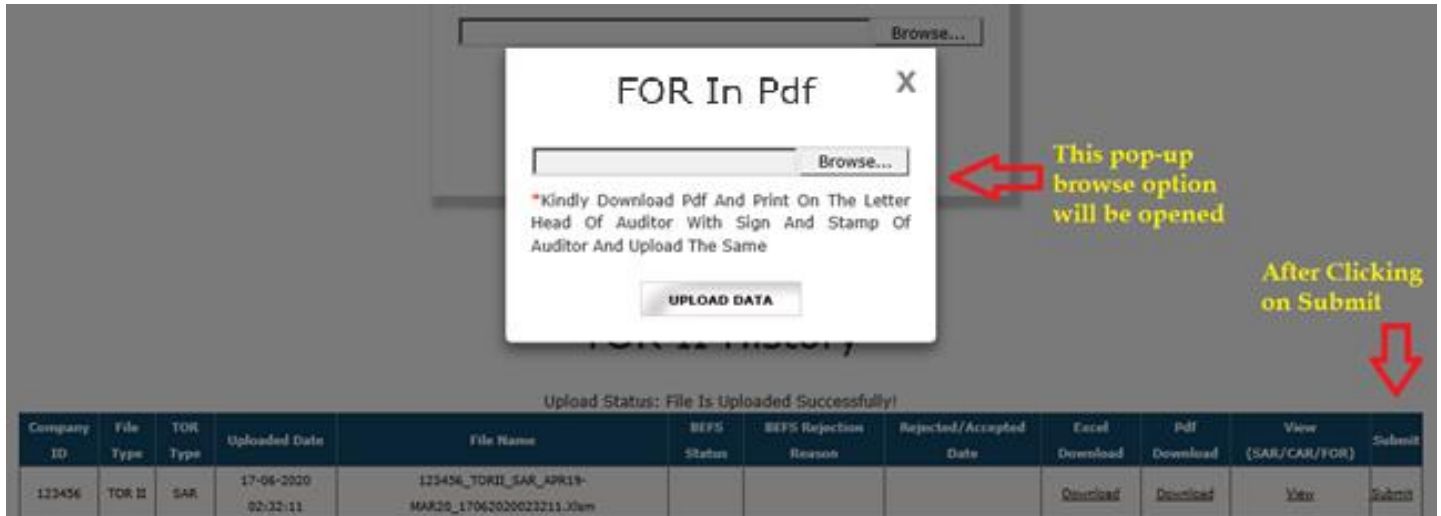 Browse...
FOR In Pdf X
Browse...
*Kindly Download Pdf And Print On The Letter
Head Of Auditor With Sign And Stamp Of
Auditor And Upload The Same
UPLOAD DATA
This pop-up
browse option
will be opened
After Clicking
on Submit
II History
Upload Status: File Is Uploaded Successfully!
Company ID File Type TOR Type Uploaded Date File Name BEFS Status BEFS Rejection Reason Rejected/Accepted Date Excel Download Pdf Download View (SAR/CAR/FOR) Submit
123456 TOR II SAR 17-06-2020 02:32:11 123456_TORII_SAR_APR19-MAR20_17062020023211.Xlsm Download Download View Submit